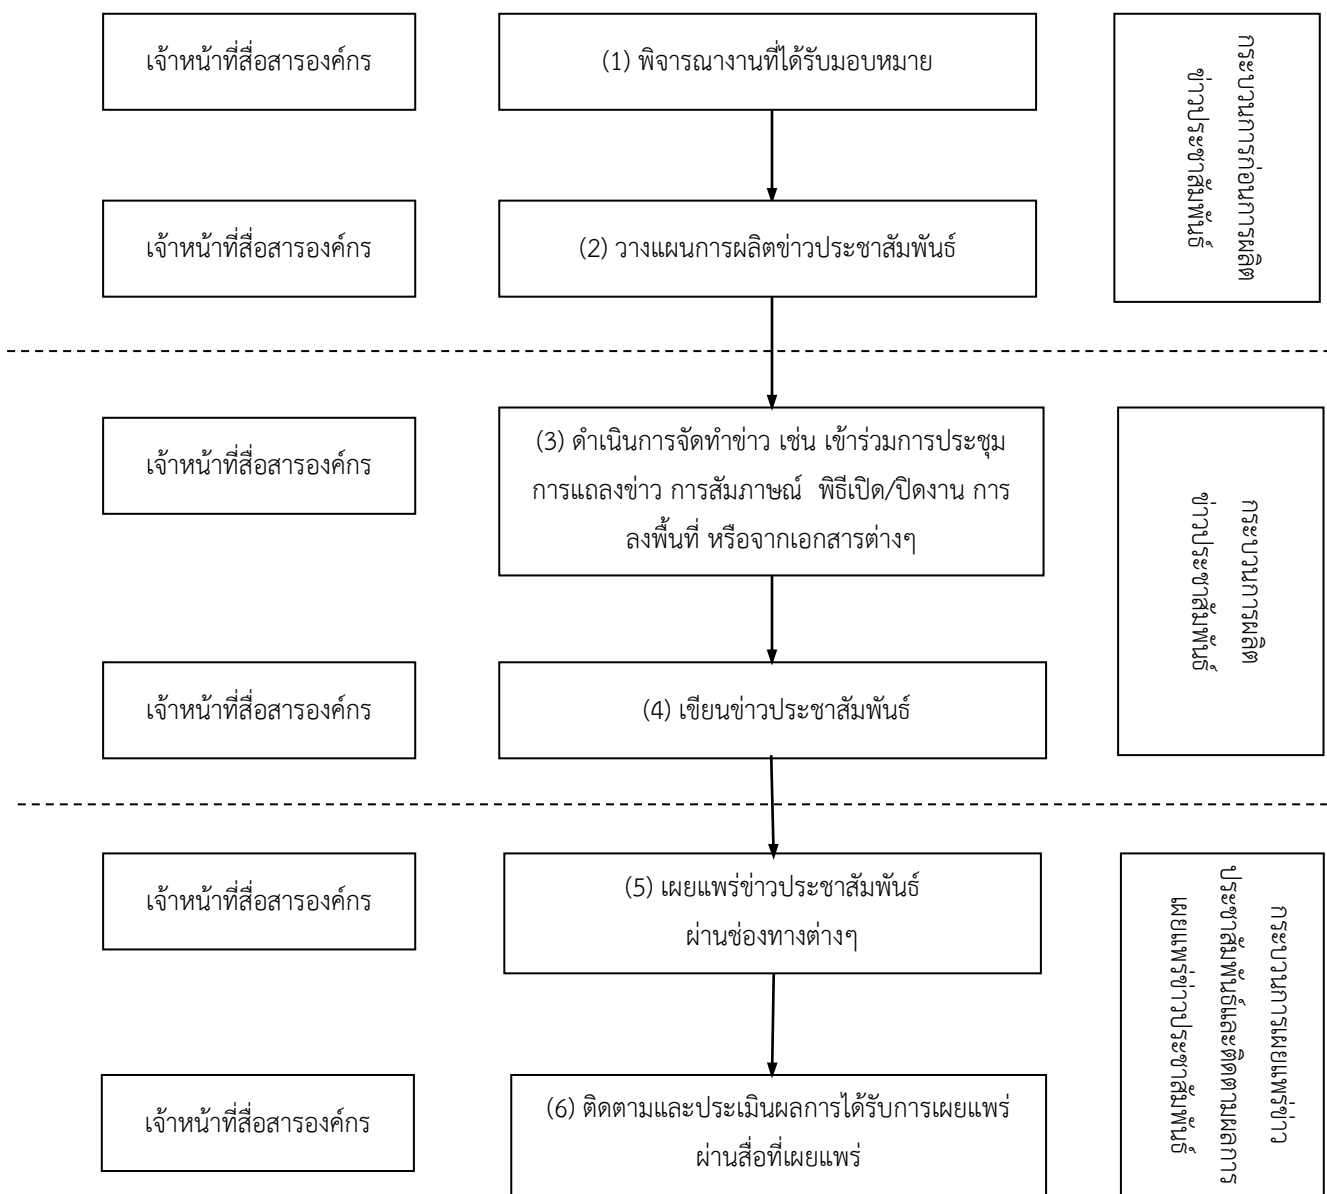 เจ้าหน้าที่สื่อสารองค์กร
(1) พิจารณางานที่ได้รับมอบหมาย
กระบวนการก่อนการผลิต
ข่าวประชาสัมพันธ์
เจ้าหน้าที่สื่อสารองค์กร
(2) วางแผนการผลิตข่าวประชาสัมพันธ์
เจ้าหน้าที่สื่อสารองค์กร
(3) ดำเนินการจัดทำข่าว เช่น เข้าร่วมการประชุม
การแถลงข่าว การสัมภาษณ์  พิธีเปิด/ปิดงาน การ
ลงพื้นที่ หรือจากเอกสารต่างๆ
กระบวนการผลิต
ข่าวประชาสัมพันธ์
เจ้าหน้าที่สื่อสารองค์กร
(4) เขียนข่าวประชาสัมพันธ์
เจ้าหน้าที่สื่อสารองค์กร
(5) เผยแพร่ข่าวประชาสัมพันธ์
ผ่านช่องทางต่างๆ
กระบวนการเผยแพร่ข่าว
ประชาสัมพันธ์และติดตามผลการ
เผยแพร่ข่าวประชาสัมพันธ์
เจ้าหน้าที่สื่อสารองค์กร
(6) ติดตามและประเมินผลการได้รับการเผยแพร่
ผ่านสื่อที่เผยแพร่